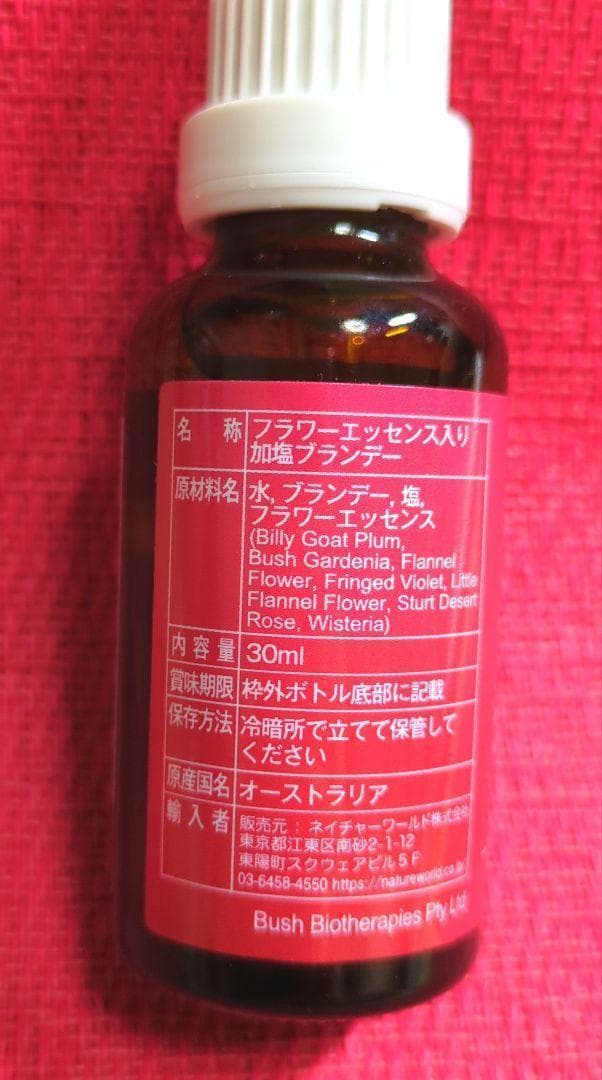 名 称 フラワーエッセンス入り
加塩ブランデー
原材料名 水, ブランデー, 塩,
フラワーエッセンス
(Billy Goat Plum,
Bush Gardenia, Flannel
Flower, Fringed Violet, Little
Flannel Flower, Sturt Desert
Rose, Wisteria)
内容量 30ml
賞味期限 枠外ボトル底部に記載
保存方法 冷暗所で立てて保管して
ください
原産国名 オーストラリア
輸入者 販売元：ネイチャーワールド株式会社
東京都江東区南砂2-1-12
東陽町スクウェアビル5F
03-6458-4550 https://natureworld.co.jp/
Bush Biotherapies Pty Ltd